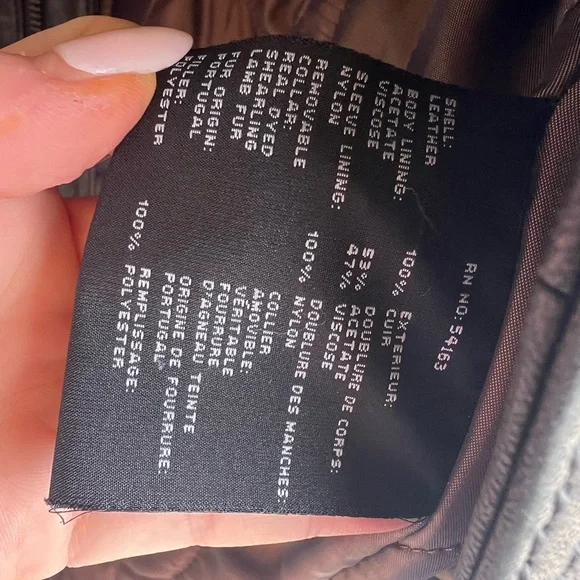 RN NO. 54163
SHELL:
LEATHER 100%
BODY LINING:
ACETATE 53%
VISCOSE 47%
SLEEVE LINING:
NYLON 100%
REMOVABLE
COLLAR:
REAL DYED
SHEARLING
LAMB FUR
FUR ORIGIN:
PORTUGAL
FILLER:
POLYESTER 100%
EXTERIEUR:
CUIR
DOUBLURE DE CORPS:
ACETATE
VISCOSE
DOUBLURE DES MANCHES:
NYLON
COLLIER
AMOVIBLE:
VÉRITABLE
FOURRURE
D'AGNEAU TEINTE
ORIGINE DE FOURRURE:
PORTUGAL
REMPLISSAGE:
POLYESTER